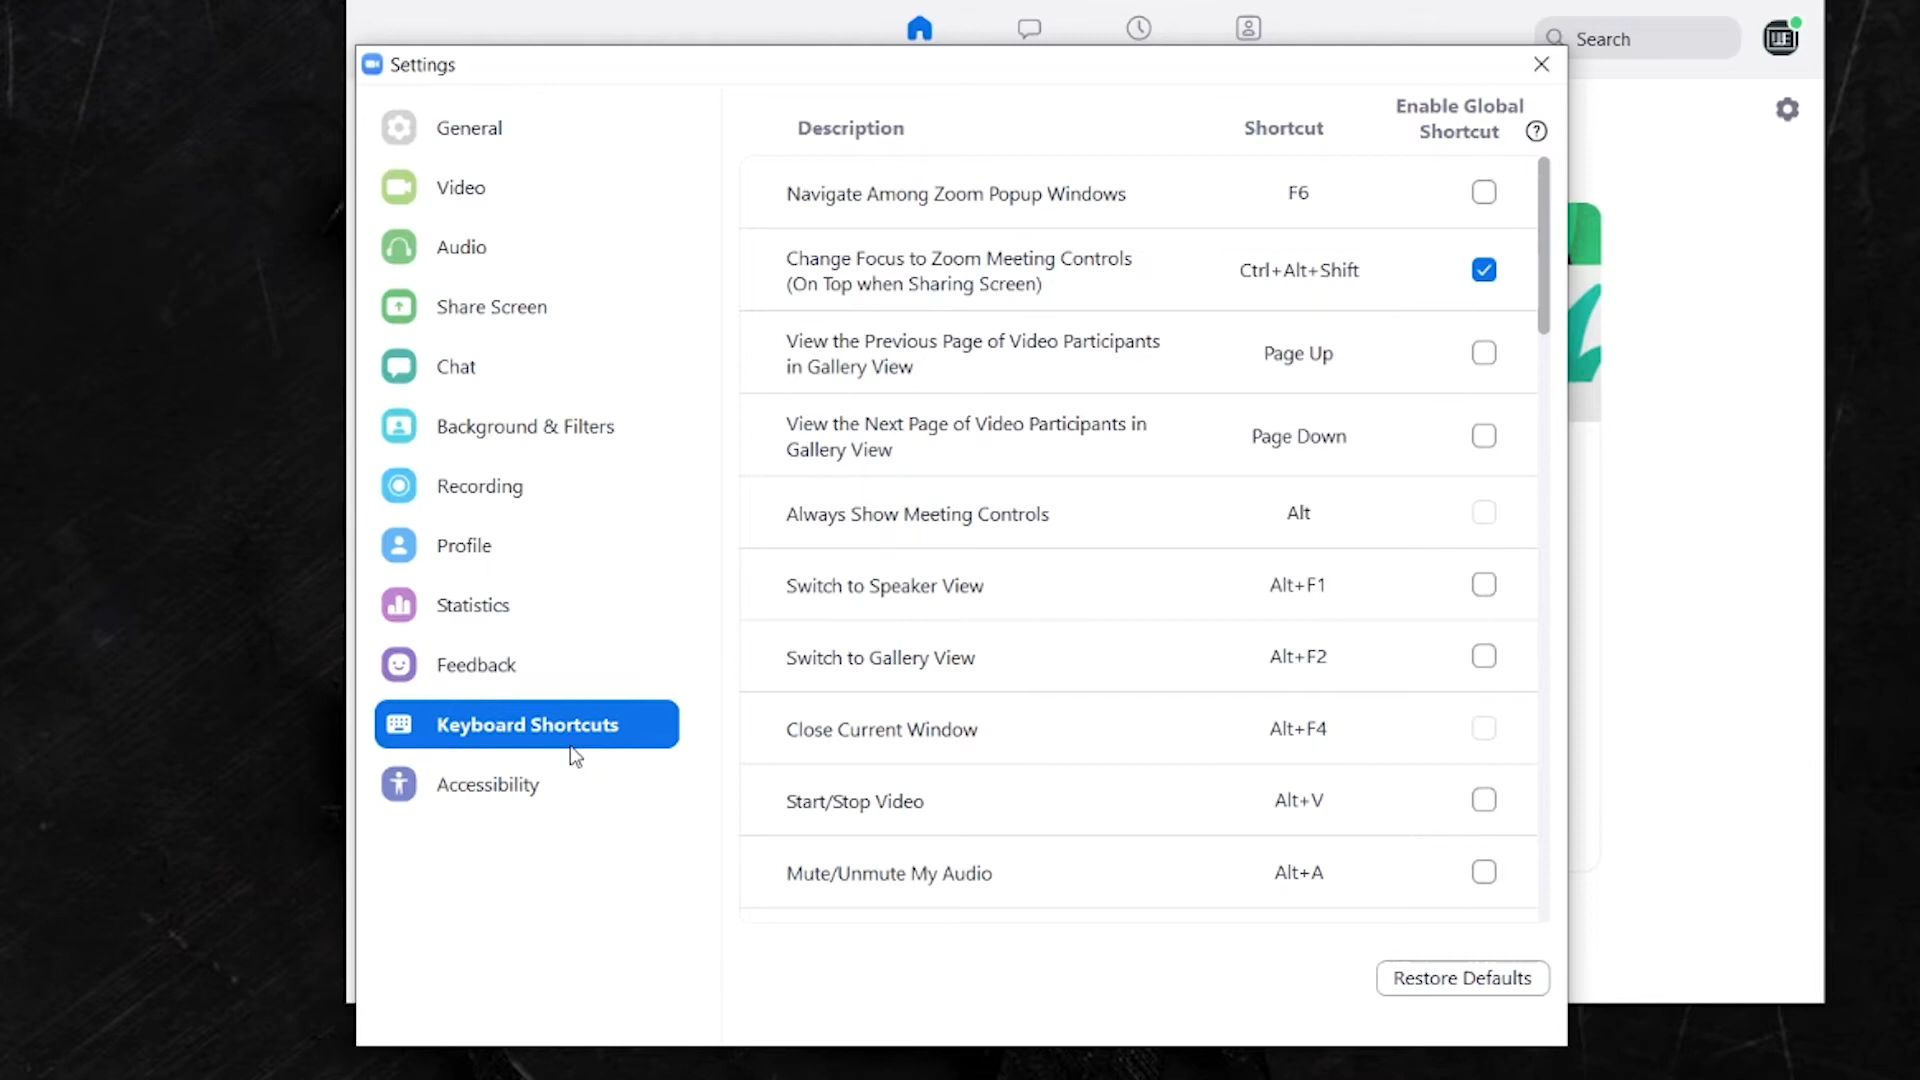 Search
Settings
General
Video
Audio
Share Screen
Chat
Background & Filters
Recording
Profile
Statistics
Feedback
Keyboard Shortcuts
Accessibility
Description
Shortcut
Enable Global
Shortcut
Navigate Among Zoom Popup Windows
F6
Change Focus to Zoom Meeting Controls
(On Top when Sharing Screen)
Ctrl+Alt+Shift
View the Previous Page of Video Participants
in Gallery View
Page Up
View the Next Page of Video Participants in
Gallery View
Page Down
Always Show Meeting Controls
Alt
Switch to Speaker View
Alt+F1
Switch to Gallery View
Alt+F2
Close Current Window
Alt+F4
Start/Stop Video
Alt+V
Mute/Unmute My Audio
Alt+A
Restore Defaults